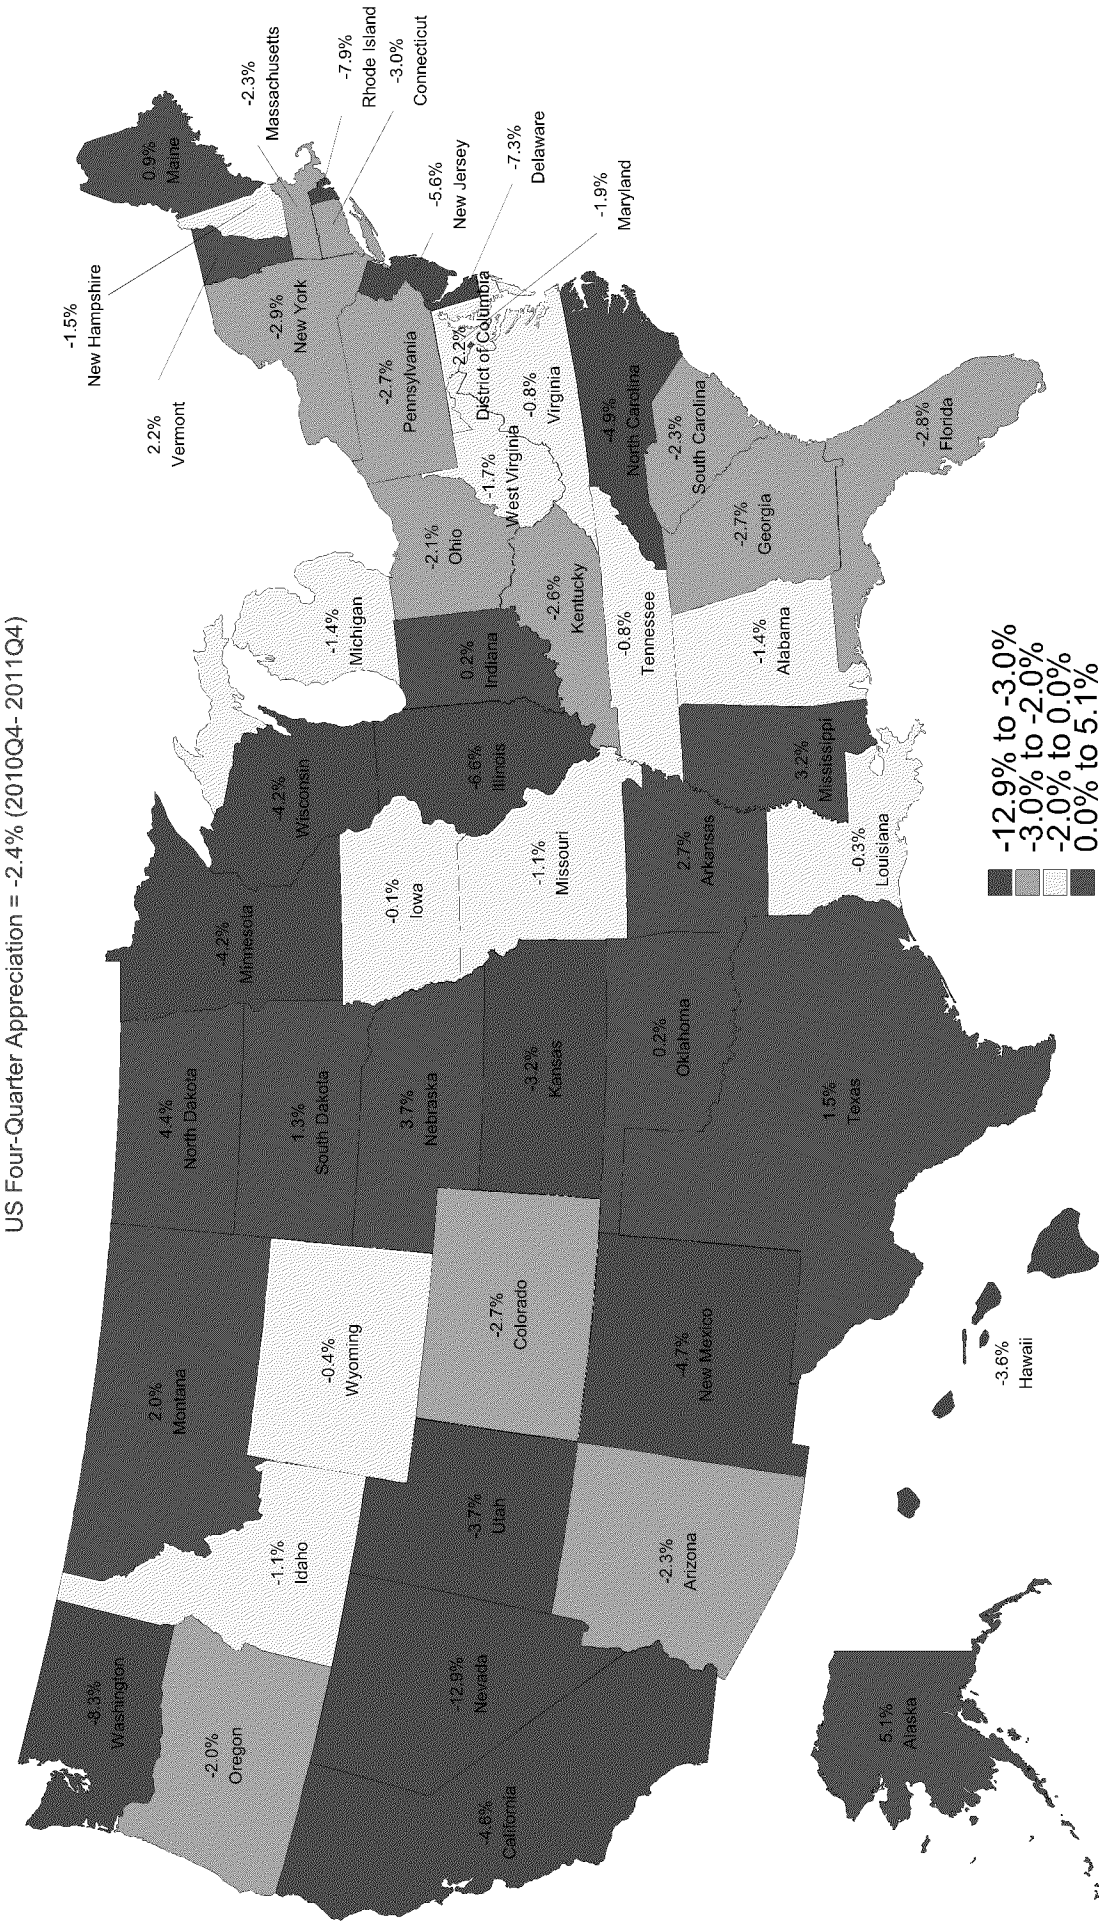 US Four-Quarter Appreciation = -2.4% (2010Q4- 2011Q4)
-8.3%
Washington
-2.0%
Oregon
-4.6%
California
-12.9%
Nevada
-1.1%
Idaho
2.0%
Montana
-0.4%
Wyoming
-3.7%
Utah
-2.3%
Arizona
-2.7%
Colorado
-4.7%
New Mexico
4.4%
North Dakota
1.3%
South Dakota
3.7%
Nebraska
-3.2%
Kansas
0.2%
Oklahoma
1.5%
Texas
-4.2%
Minnesota
-0.1%
Iowa
-1.1%
Missouri
2.7%
Arkansas
-0.3%
Louisiana
-4.2%
Wisconsin
-6.6%
Illinois
3.2%
Mississippi
-1.4%
Michigan
0.2%
Indiana
-2.6%
Kentucky
-0.8%
Tennessee
-1.4%
Alabama
-2.1%
Ohio
-1.7%
West Virginia
-2.7%
Georgia
-2.8%
Florida
-2.3%
South Carolina
-4.9%
North Carolina
-0.8%
Virginia
2.2%
District of Columbia
-2.7%
Pennsylvania
-2.9%
New York
2.2%
Vermont
-1.5%
New Hampshire
0.9%
Maine
-2.3%
Massachusetts
-7.9%
Rhode Island
-3.0%
Connecticut
-5.6%
New Jersey
-7.3%
Delaware
-1.9%
Maryland
5.1%
Alaska
-3.6%
Hawaii
-12.9% to -3.0%
-3.0% to -2.0%
-2.0% to 0.0%
0.0% to 5.1%